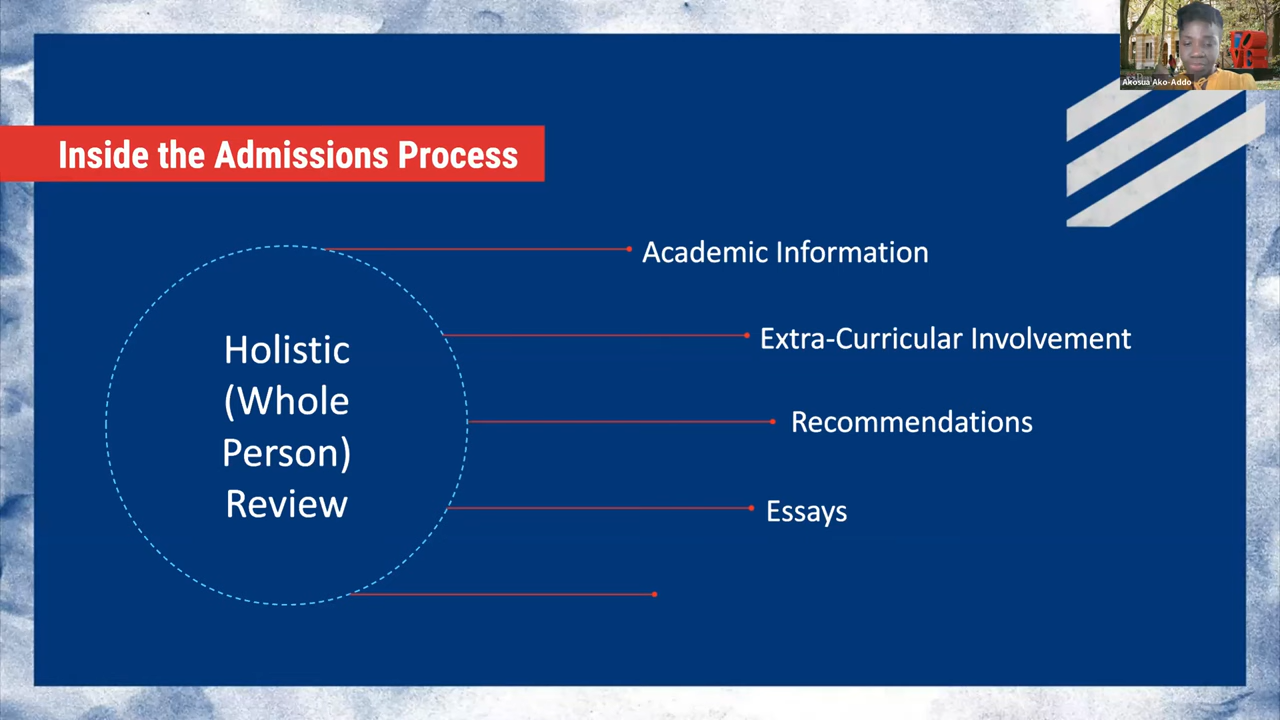 Akosua Ako-Addo
Inside the Admissions Process
Academic Information
Extra-Curricular Involvement
Holistic
(Whole
Person)
Review
Recommendations
Essays